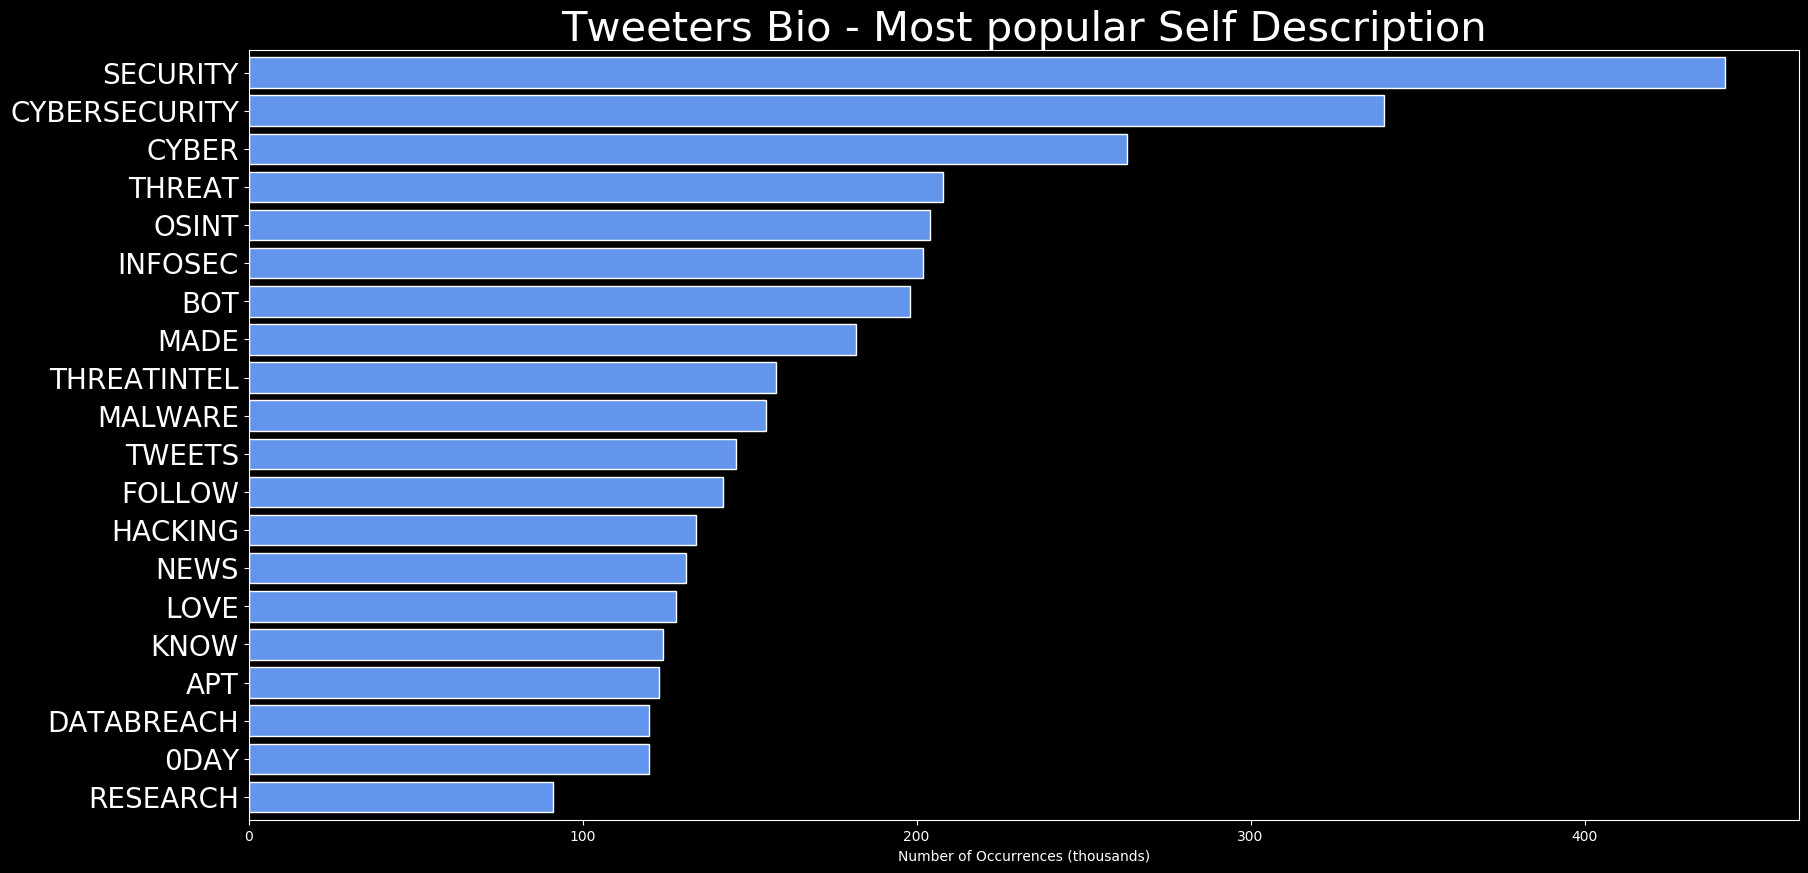 Tweeters Bio - Most popular Self Description
SECURITY
CYBERSECURITY
CYBER
THREAT
OSINT
INFOSEC
BOT
MADE
THREATINTEL
MALWARE
TWEETS
FOLLOW
HACKING
NEWS
LOVE
KNOW
APT
DATABREACH
0DAY
RESEARCH
0 100 200 300 400
Number of Occurrences (thousands)